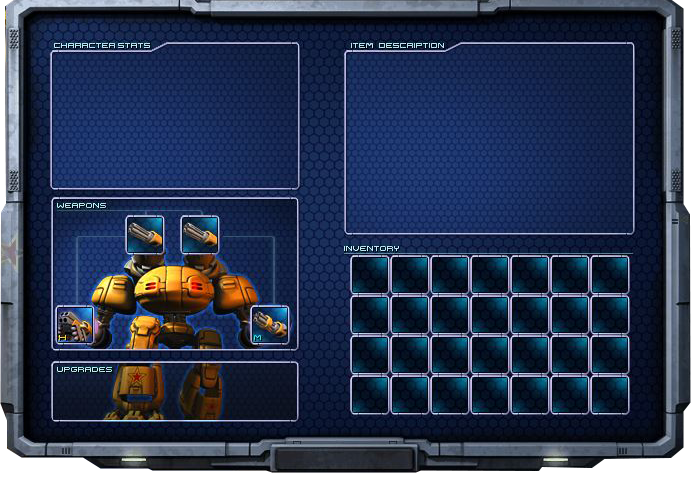 CHARACTER STATS
ITEM DESCRIPTION
WEAPONS
INVENTORY
H
M
UPGRADES